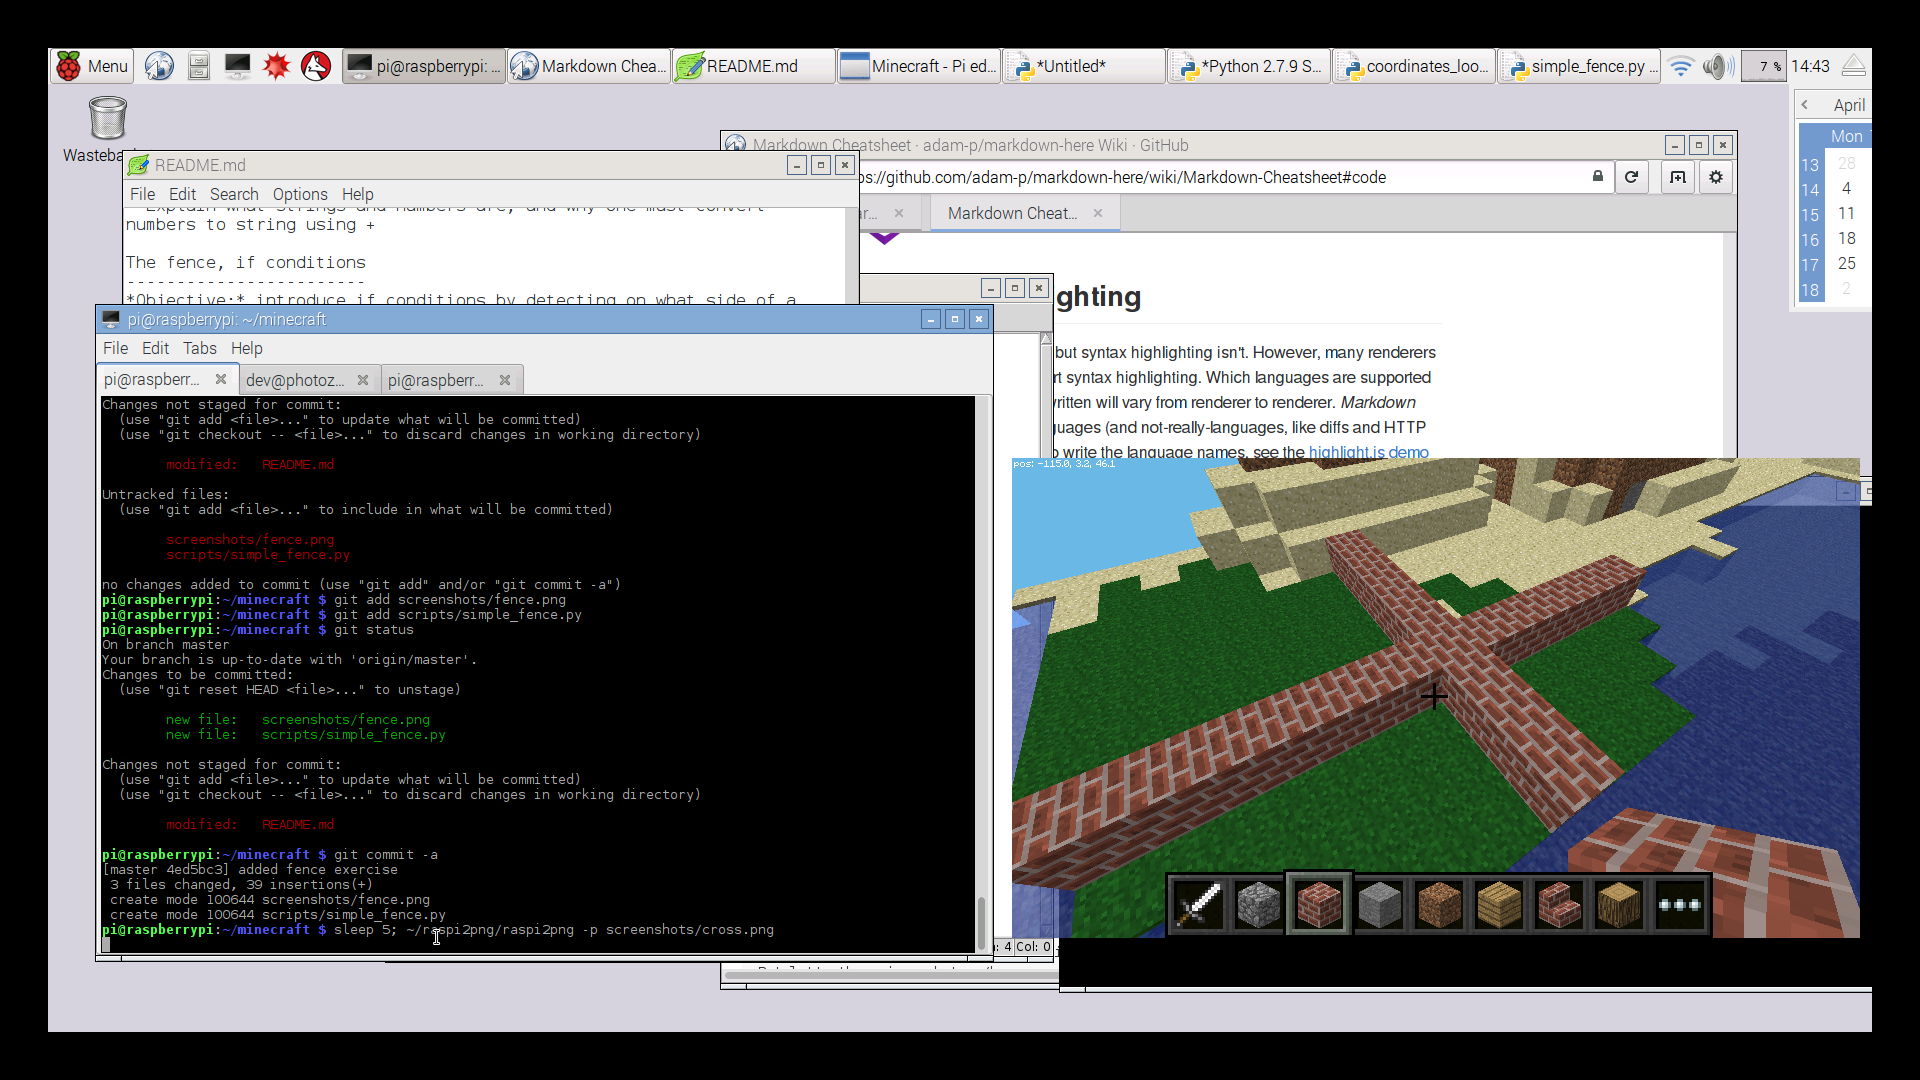 Menu
pi@raspberrypi: ...
Markdown Chea...
README.md
Minecraft - Pi ed...
*Untitled*
*Python 2.7.9 S...
coordinates_loo...
simple_fence.py ...
7 %
14:43
April
Mon
13 28
14 4
15 11
16 18
17 25
18 2
Markdown Cheatsheet · adam-p/markdown-here Wiki · GitHub
ps://github.com/adam-p/markdown-here/wiki/Markdown-Cheatsheet#code
Markdown Cheat...
ghting
but syntax highlighting isn't. However, many renderers
rt syntax highlighting. Which languages are supported
written will vary from renderer to renderer. Markdown
guages (and not-really-languages, like diffs and HTTP
o write the language names, see the highlight.js demo
README.md
File Edit Search Options Help
Explain what strings and numbers are, and why one must convert
numbers to string using +
The fence, if conditions
------------------------
*Objective:* introduce if conditions by detecting on what side of a
pi@raspberrypi: ~/minecraft
File Edit Tabs Help
pi@raspberr...
dev@photoz...
pi@raspberr...
Changes not staged for commit:
(use "git add <file>..." to update what will be committed)
(use "git checkout -- <file>..." to discard changes in working directory)
modified: README.md
Untracked files:
(use "git add <file>..." to include in what will be committed)
screenshots/fence.png
scripts/simple_fence.py
no changes added to commit (use "git add" and/or "git commit -a")
pi@raspberrypi:~/minecraft $ git add screenshots/fence.png
pi@raspberrypi:~/minecraft $ git add scripts/simple_fence.py
pi@raspberrypi:~/minecraft $ git status
On branch master
Your branch is up-to-date with 'origin/master'.
Changes to be committed:
(use "git reset HEAD <file>..." to unstage)
new file: screenshots/fence.png
new file: scripts/simple_fence.py
Changes not staged for commit:
(use "git add <file>..." to update what will be committed)
(use "git checkout -- <file>..." to discard changes in working directory)
modified: README.md
pi@raspberrypi:~/minecraft $ git commit -a
[master 4ed5bc3] added fence exercise
3 files changed, 39 insertions(+)
create mode 100644 screenshots/fence.png
create mode 100644 scripts/simple_fence.py
pi@raspberrypi:~/minecraft $ sleep 5; ~/raspi2png/raspi2png -p screenshots/cross.png
: 4 Col: 0
pos: -115.0, 3.2, 46.1